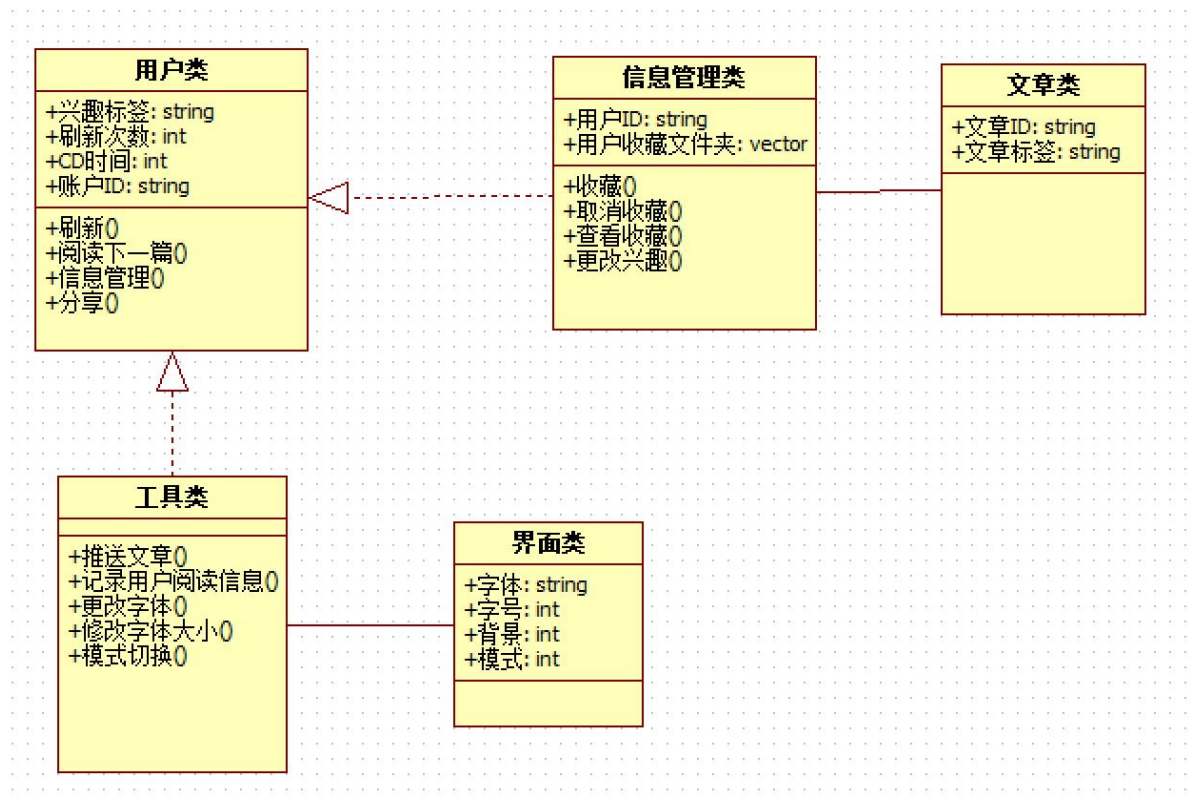 用户类
+兴趣标签: string
+刷新次数: int
+CD时间: int
+账户ID: string
+刷新()
+阅读下一篇()
+信息管理()
+分享()
信息管理类
+用户ID: string
+用户收藏文件夹: vector
+收藏()
+取消收藏()
+查看收藏()
+更改兴趣()
文章类
+文章ID: string
+文章标签: string
工具类
+推送文章()
+记录用户阅读信息()
+更改字体()
+修改字体大小()
+模式切换()
界面类
+字体: string
+字号: int
+背景: int
+模式: int